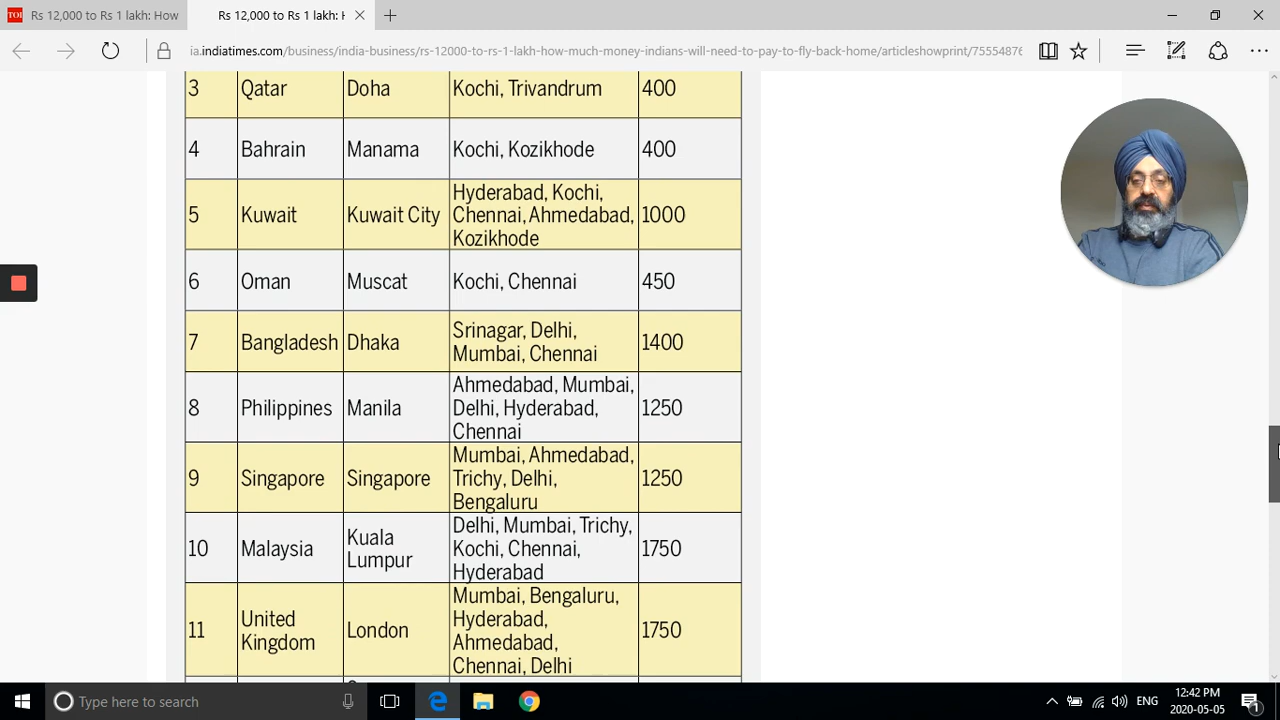 TOI Rs 12,000 to Rs 1 lakh: How
Rs 12,000 to Rs 1 lakh: H
ia.indiatimes.com/business/india-business/rs-12000-to-rs-1-lakh-how-much-money-indians-will-need-to-pay-to-fly-back-home/articleshowprint/75554876
3 Qatar Doha Kochi, Trivandrum 400
4 Bahrain Manama Kochi, Kozikhode 400
5 Kuwait Kuwait City Hyderabad, Kochi,
Chennai, Ahmedabad,
Kozikhode 1000
6 Oman Muscat Kochi, Chennai 450
7 Bangladesh Dhaka Srinagar, Delhi,
Mumbai, Chennai 1400
8 Philippines Manila Ahmedabad, Mumbai,
Delhi, Hyderabad,
Chennai 1250
9 Singapore Singapore Mumbai, Ahmedabad,
Trichy, Delhi,
Bengaluru 1250
10 Malaysia Kuala
Lumpur Delhi, Mumbai, Trichy,
Kochi, Chennai,
Hyderabad 1750
11 United
Kingdom London Mumbai, Bengaluru,
Hyderabad,
Ahmedabad,
Chennai, Delhi 1750
Type here to search
ENG
12:42 PM
2020-05-05
1